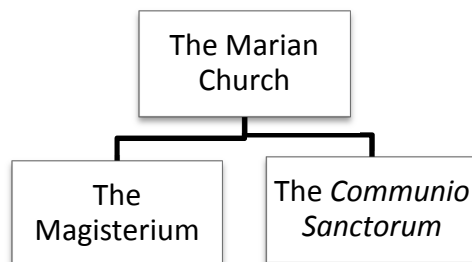 The Marian
Church
The
Magisterium
The Communio
Sanctorum